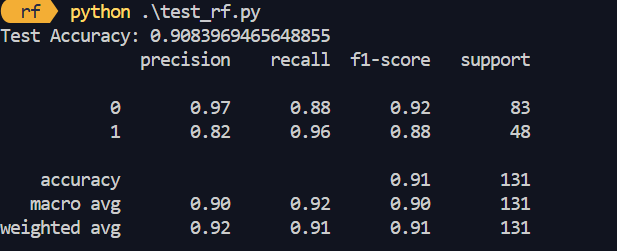 rf python .\test_rf.py
Test Accuracy: 0.9083969465648855
              precision    recall  f1-score   support

           0       0.97      0.88      0.92        83
           1       0.82      0.96      0.88        48

    accuracy                           0.91       131
   macro avg       0.90      0.92      0.90       131
weighted avg       0.92      0.91      0.91       131